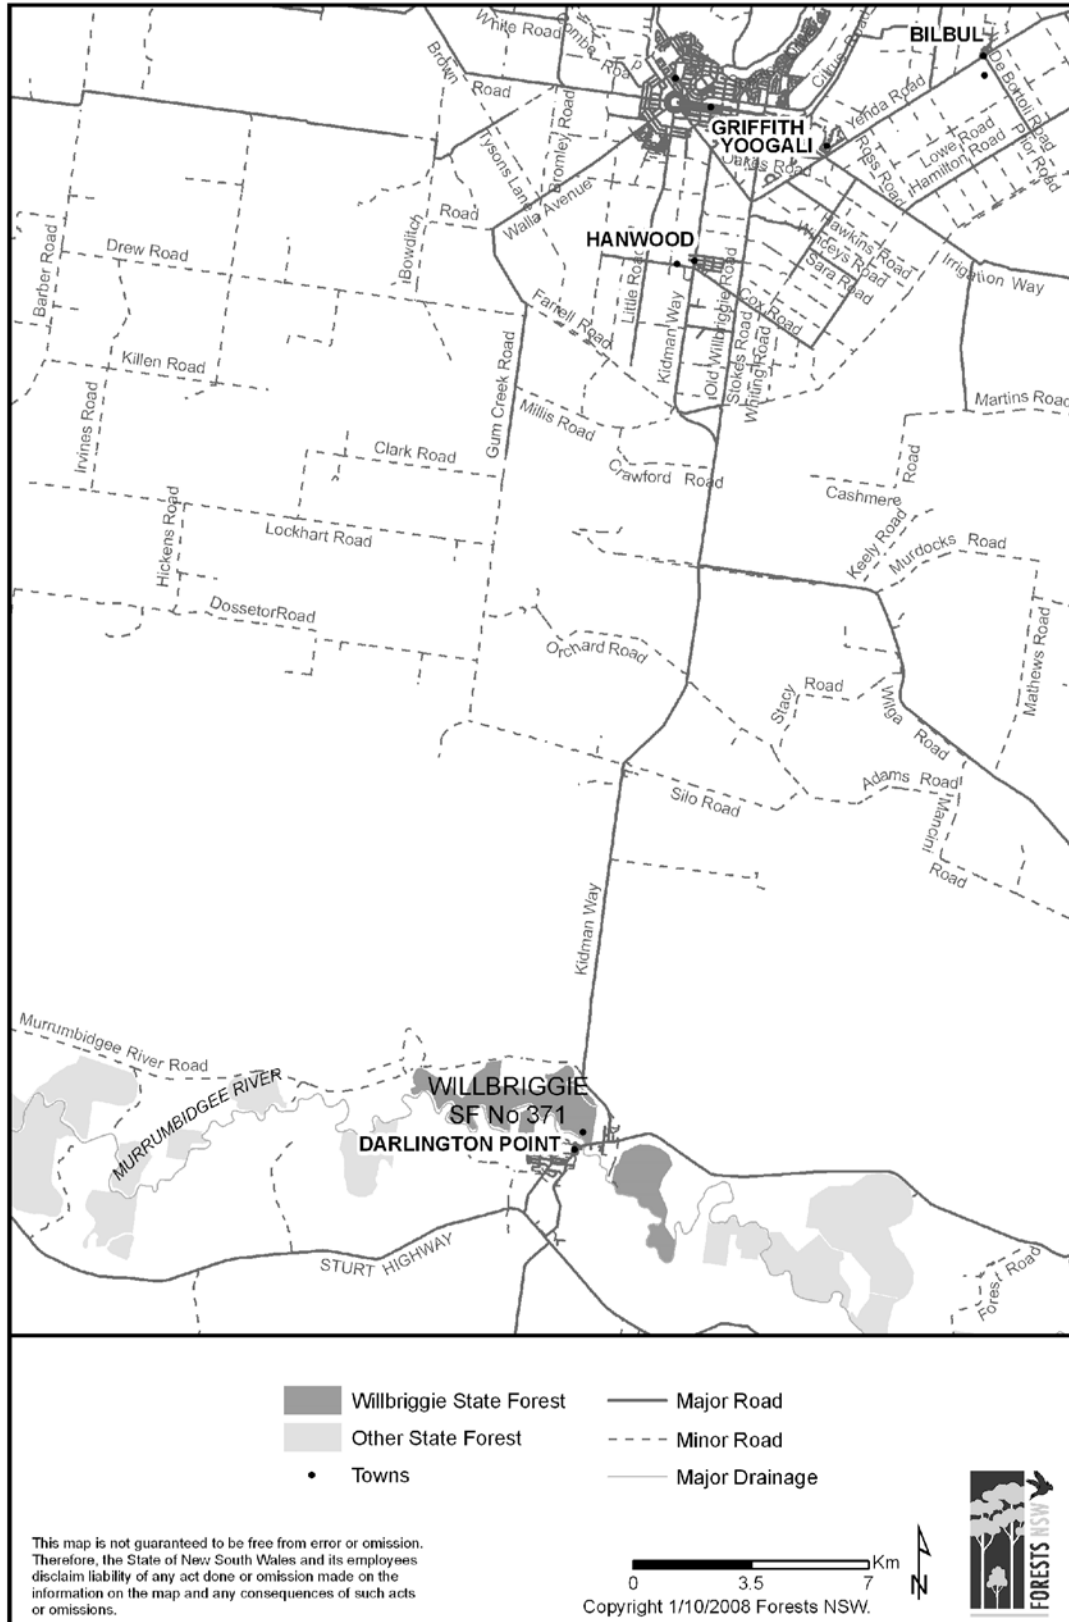 White Road
Combe Road
Brown Road
Citrus Road
BILBUL
De Bortoli Road
Yenda Road
Prior Road
Lowe Road
Hamilton Road
Ross Road
GRIFFITH
YOOGALI
Oakes Road
Bromley Road
Tysons Lane
Walla Avenue
Road
Bowditch
HANWOOD
Hawkins Road
Vinceys Road
Sara Road
Irrigation Way
Barber Road
Drew Road
Farrell Road
Little Road
Kidman Way
Old Willbriggie Road
Stokes Road
Whiting Road
Cox Road
Killen Road
Irvines Road
Gum Creek Road
Millis Road
Martins Road
Clark Road
Crawford Road
Cashmere Road
Hickens Road
Lockhart Road
Keely Road
Murdocks Road
Dossetor Road
Orchard Road
Stacy Road
Wilga Road
Mathews Road
Silo Road
Adams Road
Mancini Road
Kidman Way
Murrumbidgee River Road
MURRUMBIDGEE RIVER
WILLBRIGGIE
SF No 371
DARLINGTON POINT
STURT HIGHWAY
Forest Road
Willbriggie State Forest
Other State Forest
Towns
Major Road
Minor Road
Major Drainage
This map is not guaranteed to be free from error or omission.
Therefore, the State of New South Wales and its employees
disclaim liability of any act done or omission made on the
information on the map and any consequences of such acts
or omissions.
Km
0 3.5 7
N
Copyright 1/10/2008 Forests NSW.
FORESTS NSW